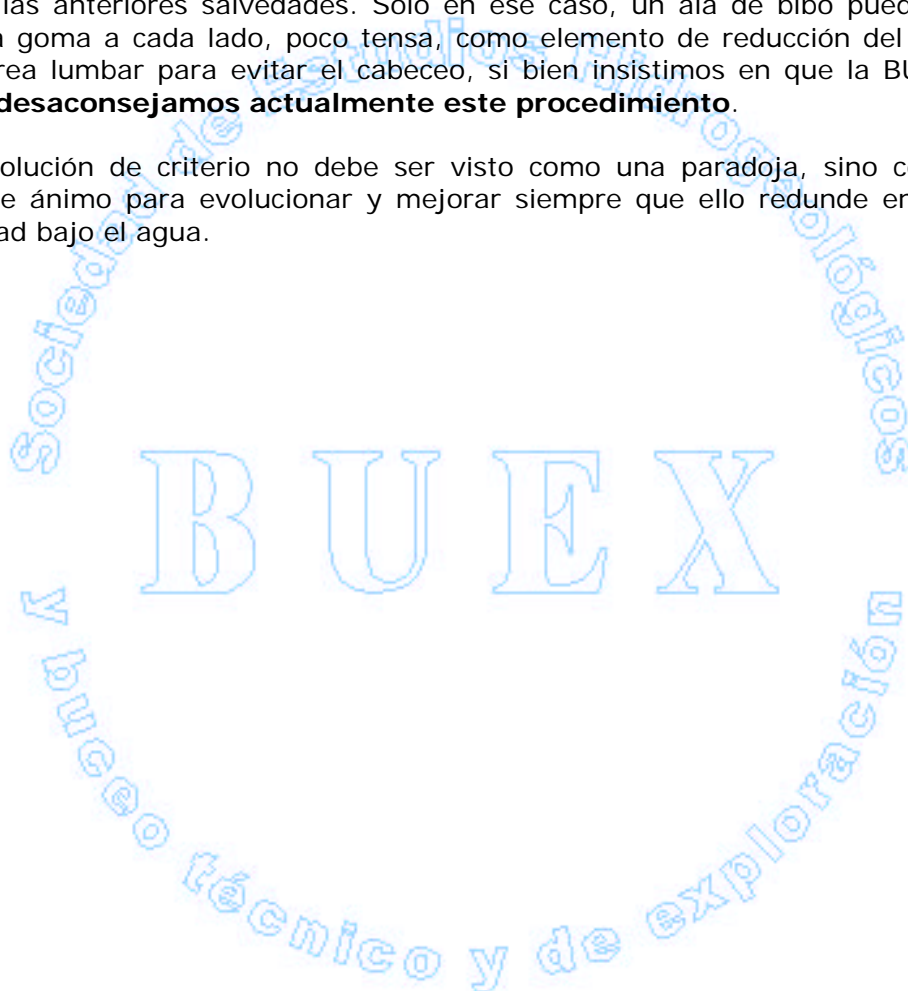 las anteriores salvedades. Solo en ese caso, un ala de bibo pued
goma a cada lado, poco tensa, como elemento de reducción del
rea lumbar para evitar el cabeceo, si bien insistimos en que la BU
desaconsejamos actualmente este procedimiento.
olución de criterio no debe ser visto como una paradoja, sino c
e ánimo para evolucionar y mejorar siempre que ello redunde en
ad bajo el agua.
Sociedad de Estudios Hidrogeológicos
BUEX
y buceo técnico y de exploración